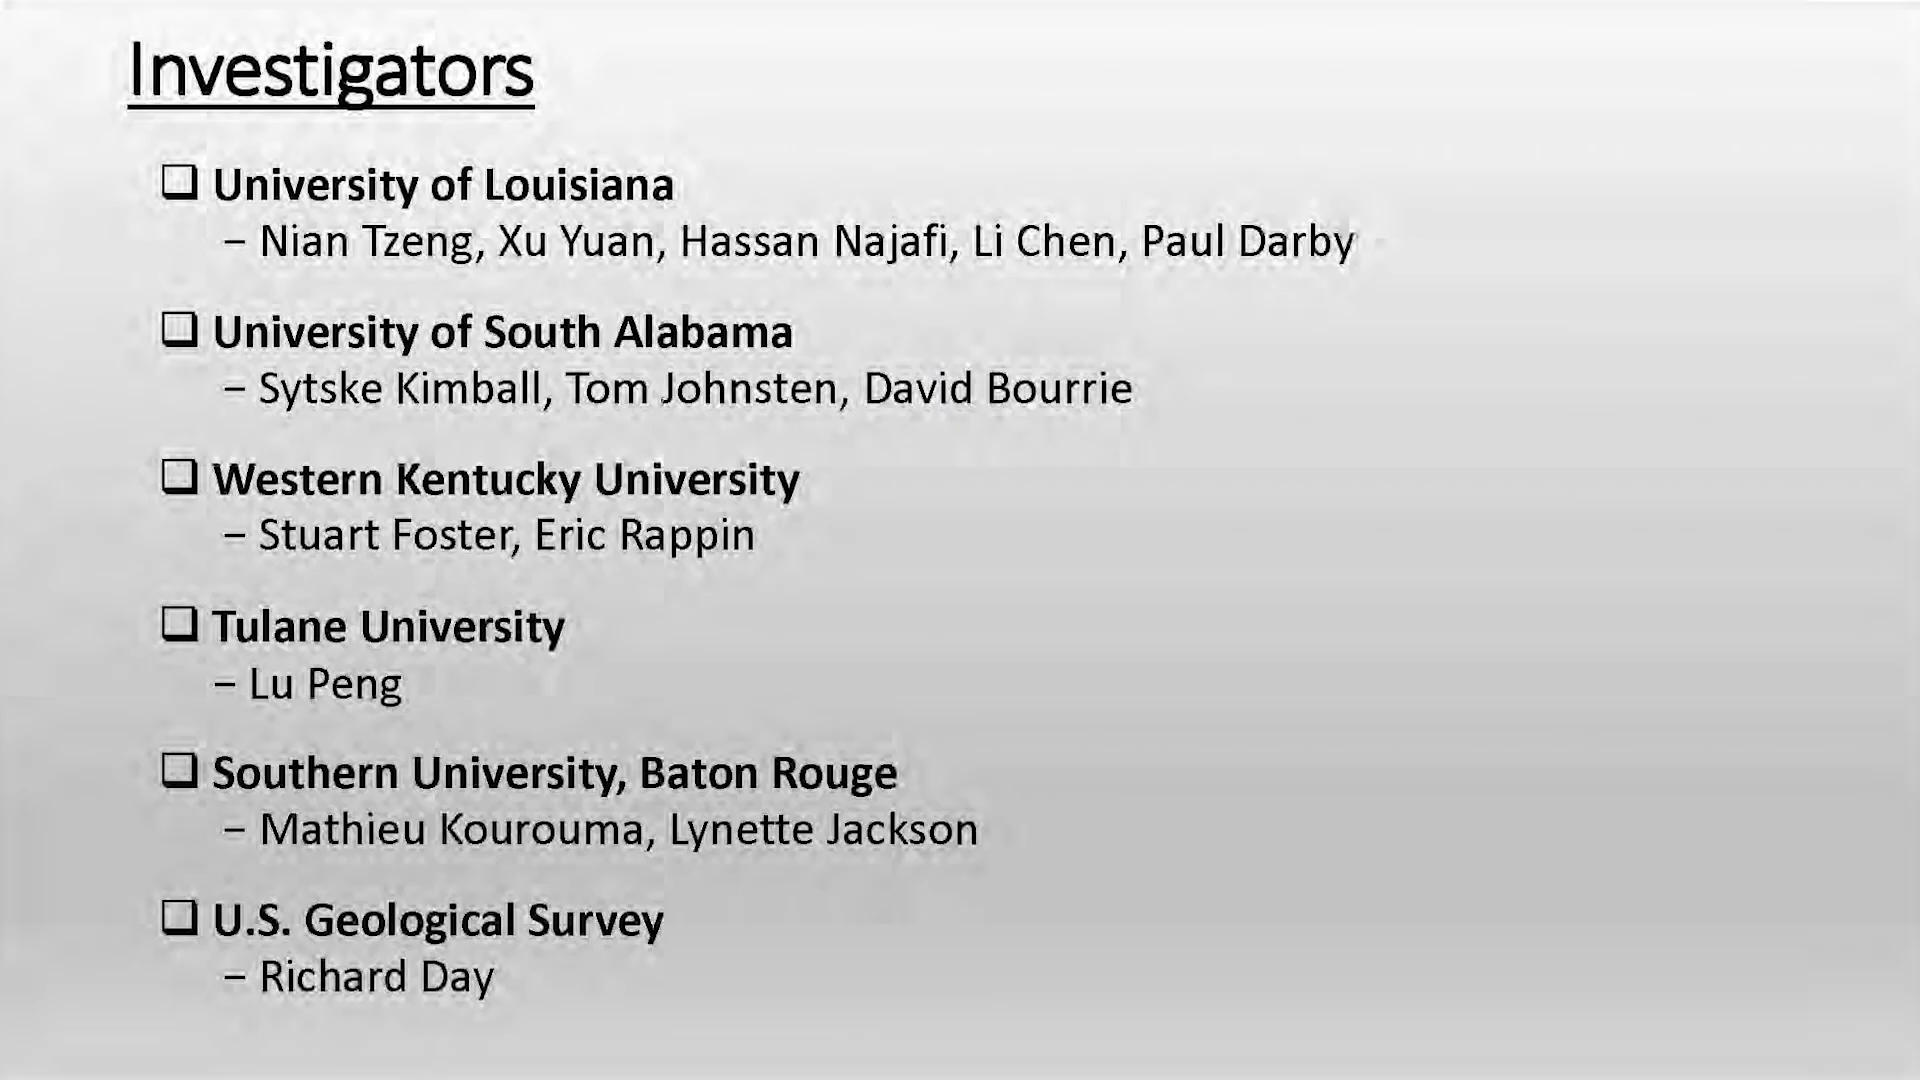 Investigators
❑ University of Louisiana
– Nian Tzeng, Xu Yuan, Hassan Najafi, Li Chen, Paul Darby
❑ University of South Alabama
– Sytske Kimball, Tom Johnsten, David Bourrie
❑ Western Kentucky University
– Stuart Foster, Eric Rappin
❑ Tulane University
– Lu Peng
❑ Southern University, Baton Rouge
– Mathieu Kourouma, Lynette Jackson
❑ U.S. Geological Survey
– Richard Day